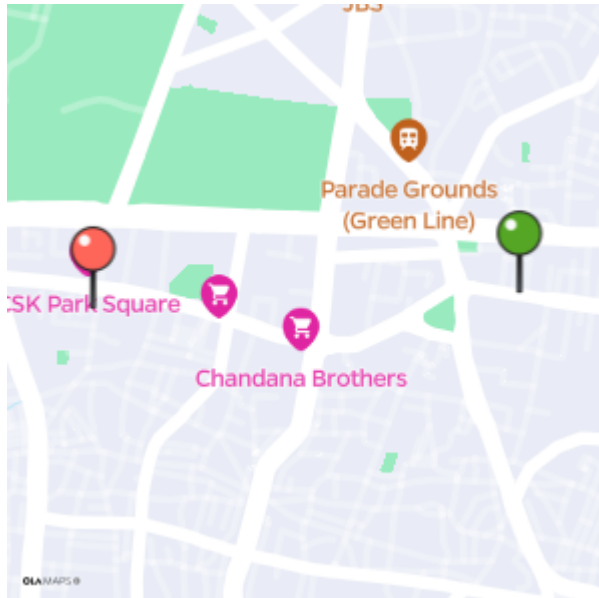 JBS
Parade Grounds
(Green Line)
CSK Park Square
Chandana Brothers
OLA MAPS ©